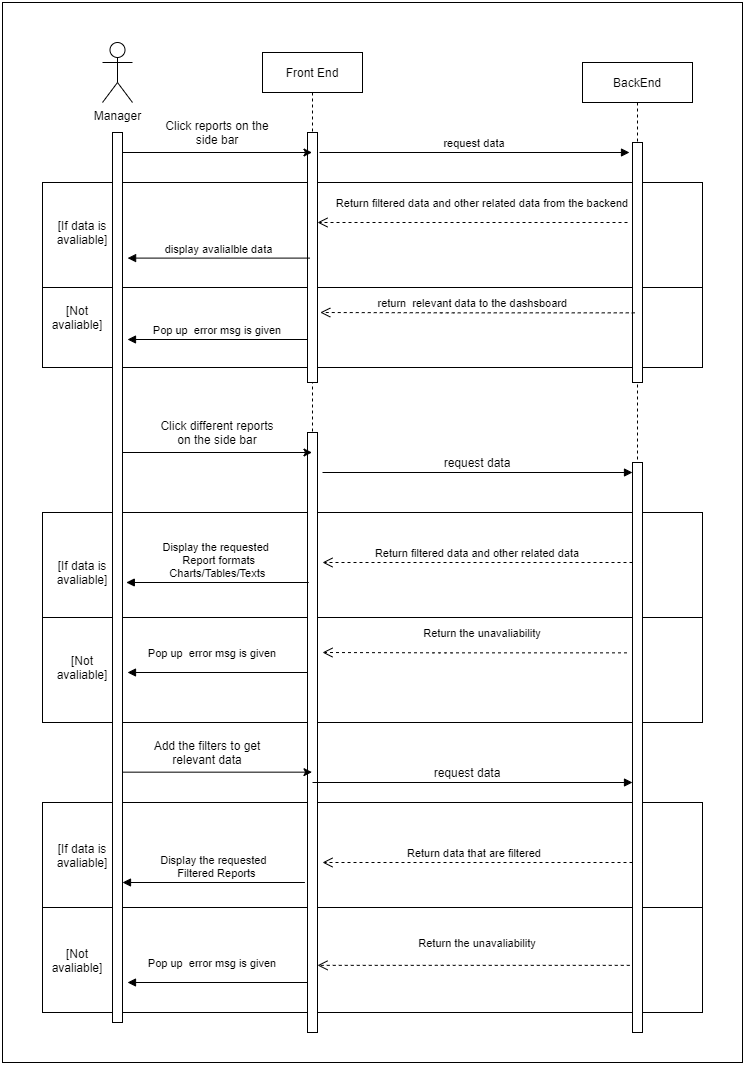 Front End
BackEnd
Manager
Click reports on the
side bar
request data
Return filtered data and other related data from the backend
[If data is
avaliable]
display avalialble data
return  relevant data to the dashsboard
[Not
avaliable]
Pop up  error msg is given
Click different reports
on the side bar
request data
Display the requested
Report formats
Charts/Tables/Texts
Return filtered data and other related data
[If data is
avaliable]
Return the unavaliability
Pop up  error msg is given
[Not
avaliable]
Add the filters to get
relevant data
request data
[If data is
avaliable]
Return data that are filtered
Display the requested
Filtered Reports
Return the unavaliability
[Not
avaliable]
Pop up  error msg is given